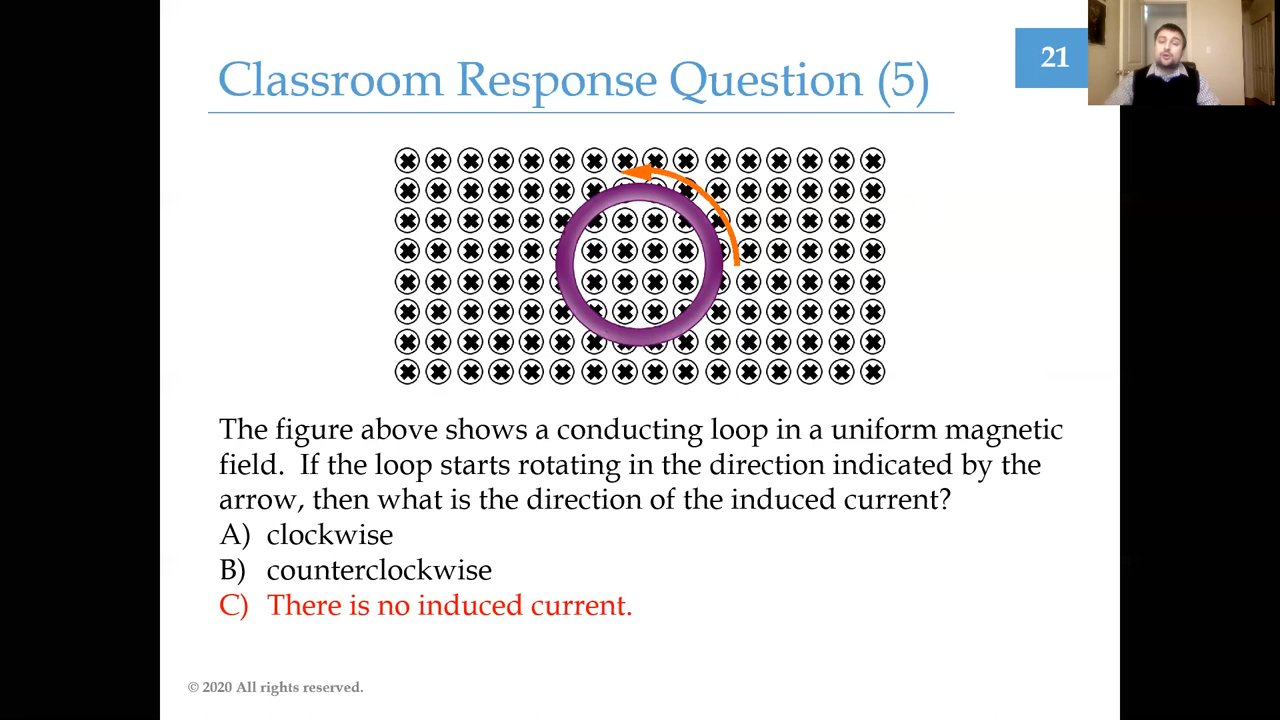 Classroom Response Question (5)
21
The figure above shows a conducting loop in a uniform magnetic
field. If the loop starts rotating in the direction indicated by the
arrow, then what is the direction of the induced current?
A) clockwise
B) counterclockwise
C) There is no induced current.
© 2020 All rights reserved.